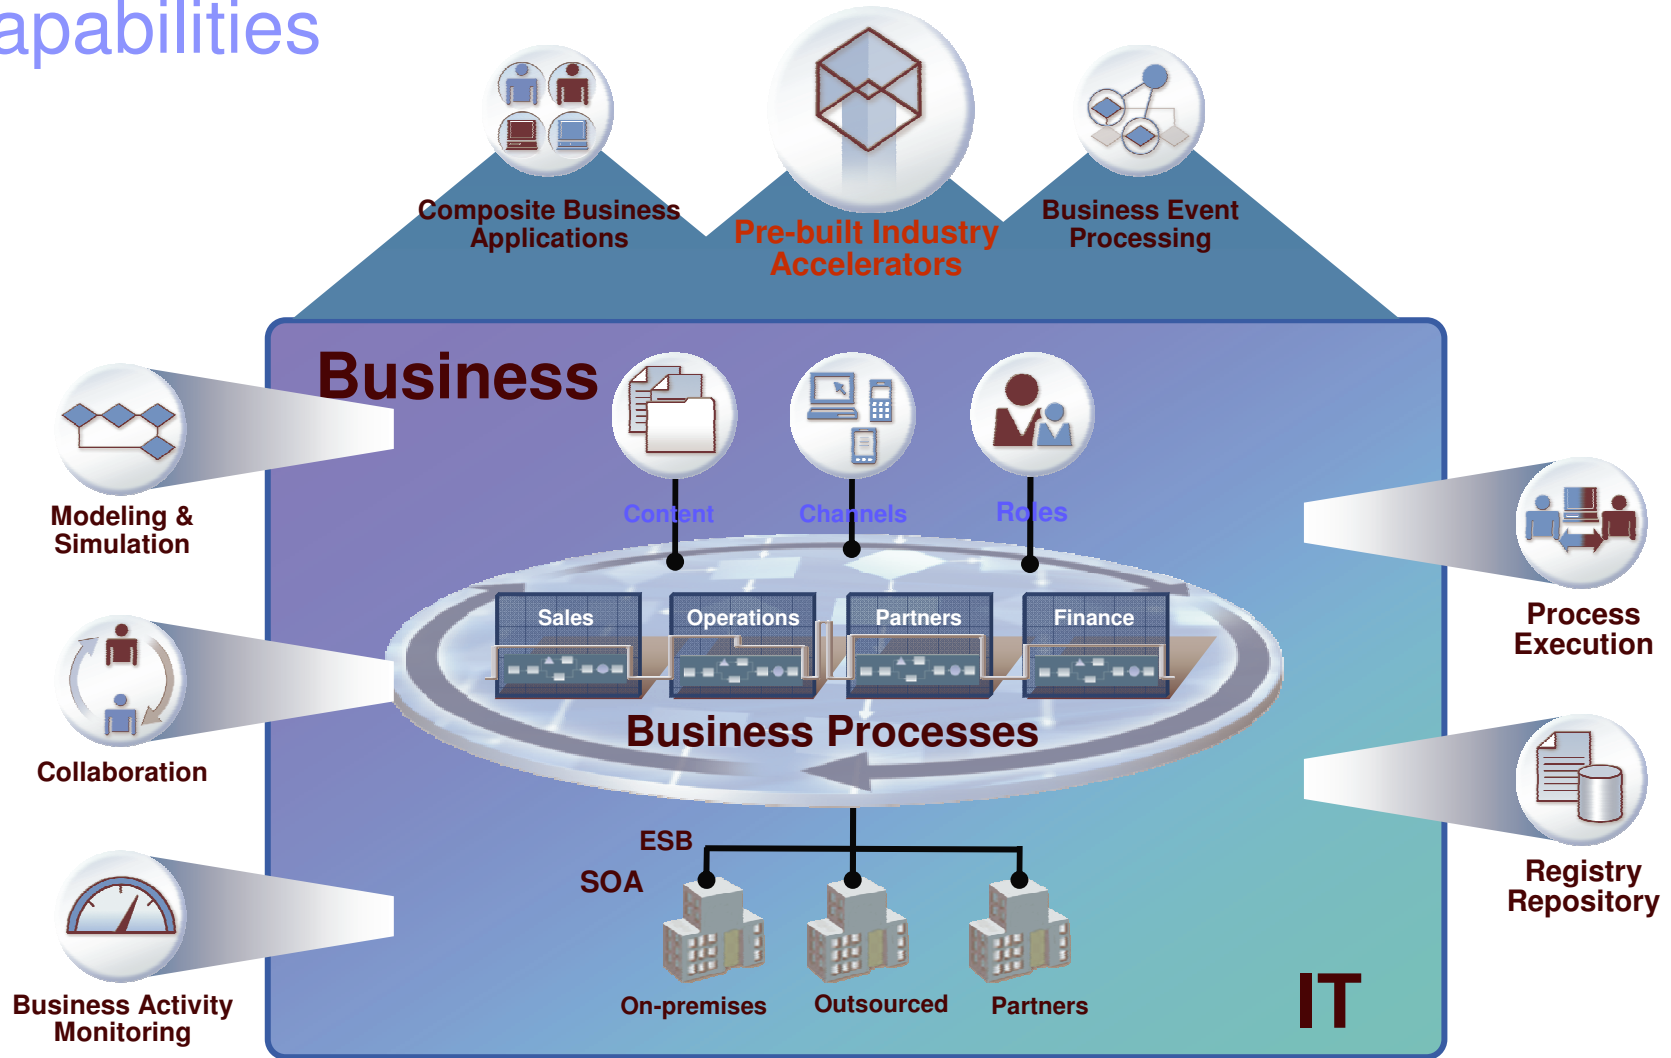 apabilities
Composite Business
Applications
Pre-built Industry
Accelerators
Business Event
Processing
Business
Modeling &
Simulation
Content
Channels
Roles
Sales
Operations
Partners
Finance
Process
Execution
Business Processes
Collaboration
ESB
SOA
Registry
Repository
On-premises
Outsourced
Partners
IT
Business Activity
Monitoring